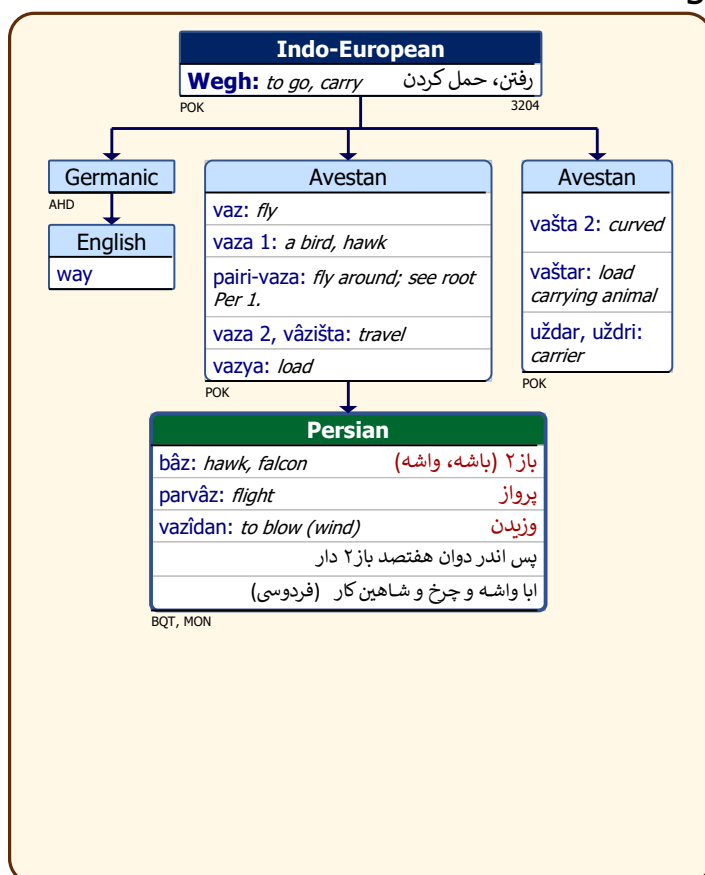 Indo-European
Wegh: to go, carry رفتن، حمل کردن
POK 3204
Germanic
AHD
English
way
Avestan
vaz: fly
vaza 1: a bird, hawk
pairi-vaza: fly around; see root
Per 1.
vaza 2, vâzišta: travel
vazya: load
POK
Avestan
vašta 2: curved
vaštar: load
carrying animal
uždar, uždri:
carrier
POK
Persian
bâz: hawk, falcon باز۲ (باشه، واشه)
parvâz: flight پرواز
vazîdan: to blow (wind) وزیدن
پس اندر دوان هفتصد باز۲ دار
ابا واشه و چرخ و شاهین کار (فردوسی)
BQT, MON